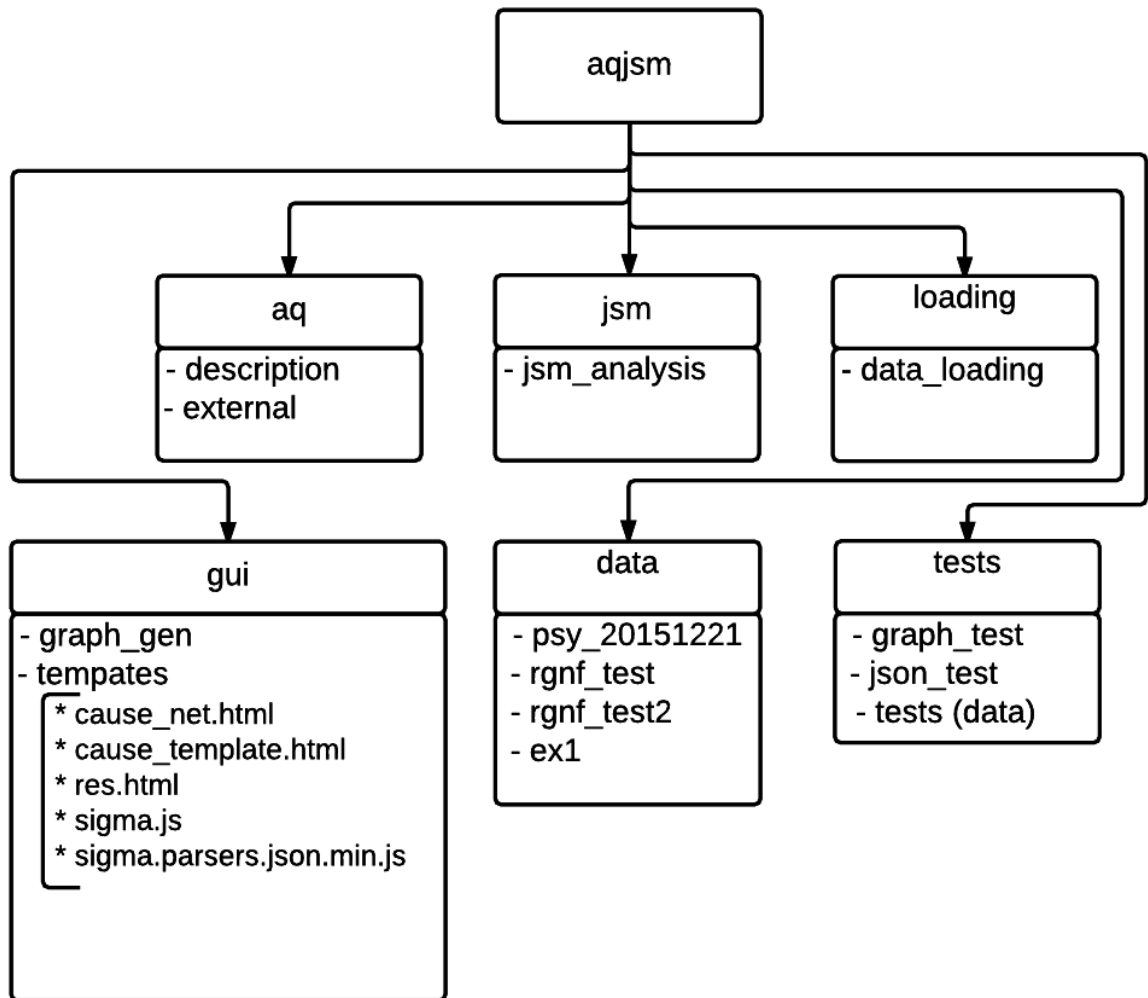 aqjsm
aq
- description
- external
jsm
- jsm_analysis
loading
- data_loading
gui
- graph_gen
- tempates
* cause_net.html
* cause_template.html
* res.html
* sigma.js
* sigma.parsers.json.min.js
data
- psy_20151221
- rgnf_test
- rgnf_test2
- ex1
tests
- graph_test
- json_test
- tests (data)